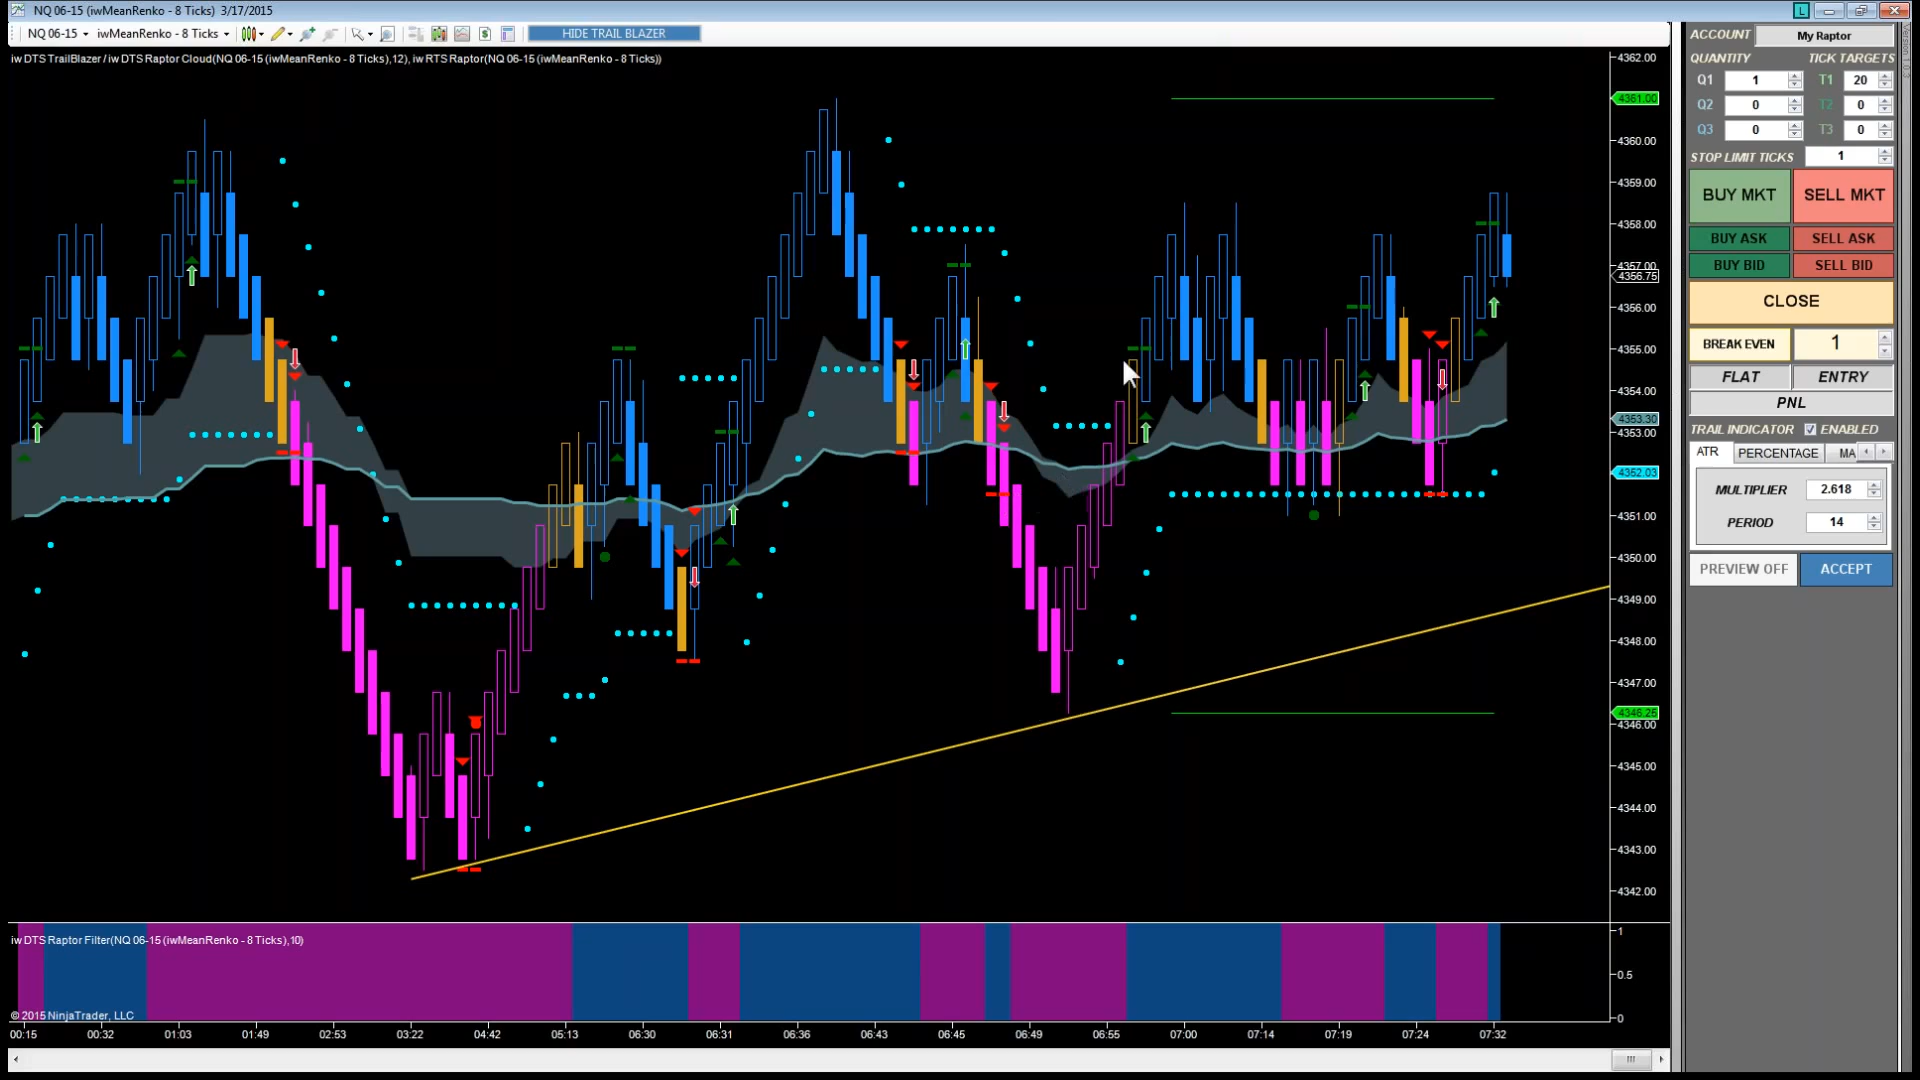 NQ 06-15 (iwMeanRenko - 8 Ticks) 3/17/2015
L
NQ 06-15 iwMeanRenko - 8 Ticks HIDE TRAIL BLAZER
iw DTS TrailBlazer / iw DTS Raptor Cloud(NQ 06-15 (iwMeanRenko - 8 Ticks),12), iw RTS Raptor(NQ 06-15 (iwMeanRenko - 8 Ticks))
4362.00
4361.00
4360.00
4359.00
4358.00
4357.00
4356.75
4356.00
4355.00
4354.00
4353.30
4353.00
4352.03
4351.00
4350.00
4349.00
4348.00
4347.00
4346.25
4346.00
4345.00
4344.00
4343.00
4342.00
iw DTS Raptor Filter(NQ 06-15 (iwMeanRenko - 8 Ticks),10)
1
0.5
0
© 2015 NinjaTrader, LLC
00:15 00:32 01:03 01:49 02:53 03:22 04:42 05:13 06:30 06:31 06:36 06:43 06:45 06:49 06:55 07:00 07:14 07:19 07:24 07:32
ACCOUNT My Raptor
QUANTITY TICK TARGETS
Q1 1 T1 20
Q2 0 T2 0
Q3 0 T3 0
STOP LIMIT TICKS 1
BUY MKT SELL MKT
BUY ASK SELL ASK
BUY BID SELL BID
CLOSE
BREAK EVEN 1
FLAT ENTRY
PNL
TRAIL INDICATOR ENABLED
ATR PERCENTAGE MA
MULTIPLIER 2.618
PERIOD 14
PREVIEW OFF ACCEPT
Version 1.0.3